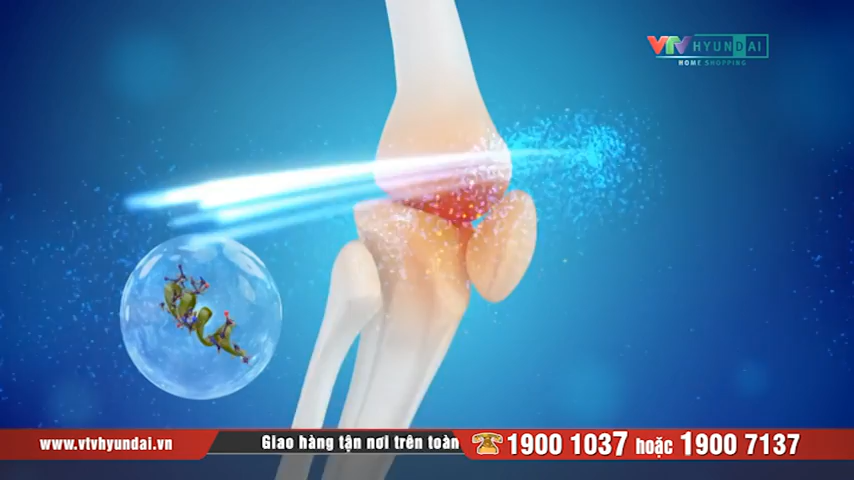 VTV HYUNDAI
HOME SHOPPING
www.vtvhyundai.vn
Giao hàng tận nơi trên toàn
1900 1037 hoặc 1900 7137